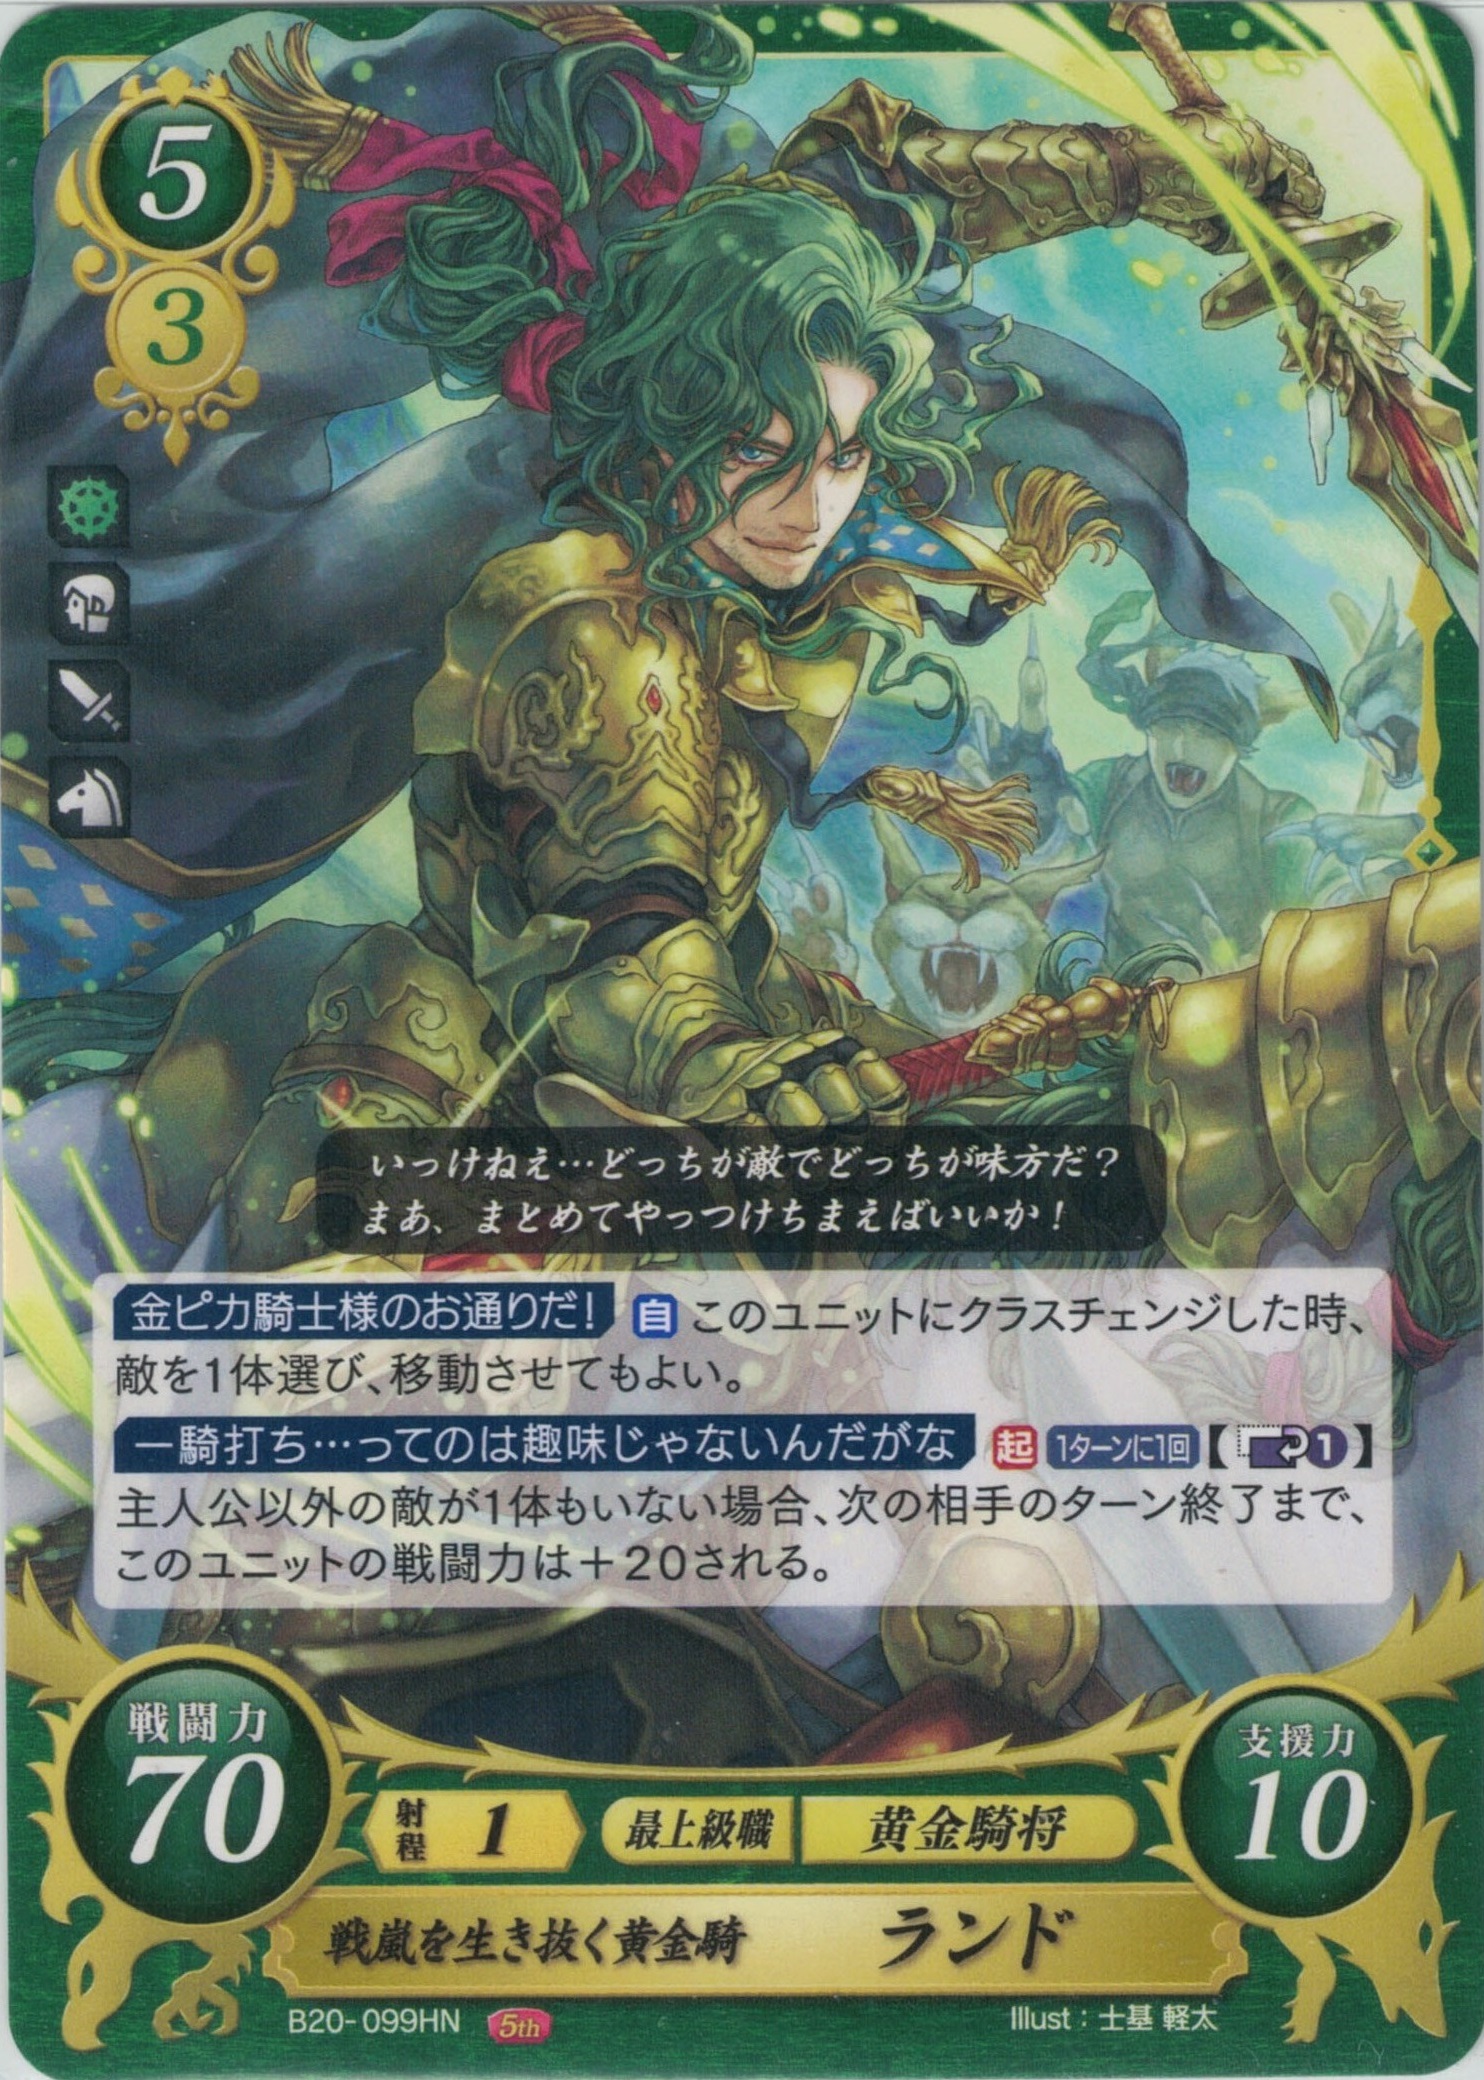 5
3
いっけねえ…どっちが敵でどっちが味方だ？
まあ、まとめてやっつけちまえばいいか！
金ピカ騎士様のお通りだ！ 自 このユニットにクラスチェンジした時、
敵を1体選び、移動させてもよい。
一騎打ち…ってのは趣味じゃないんだがな 起 1ターンに1回 【 1 】
主人公以外の敵が1体もいない場合、次の相手のターン終了まで、
このユニットの戦闘力は＋20される。
戦闘力
70
射程 1
最上級職 黄金騎将
支援力
10
戦嵐を生き抜く黄金騎 ランド
B20-099HN 5th Illust：士基 軽太